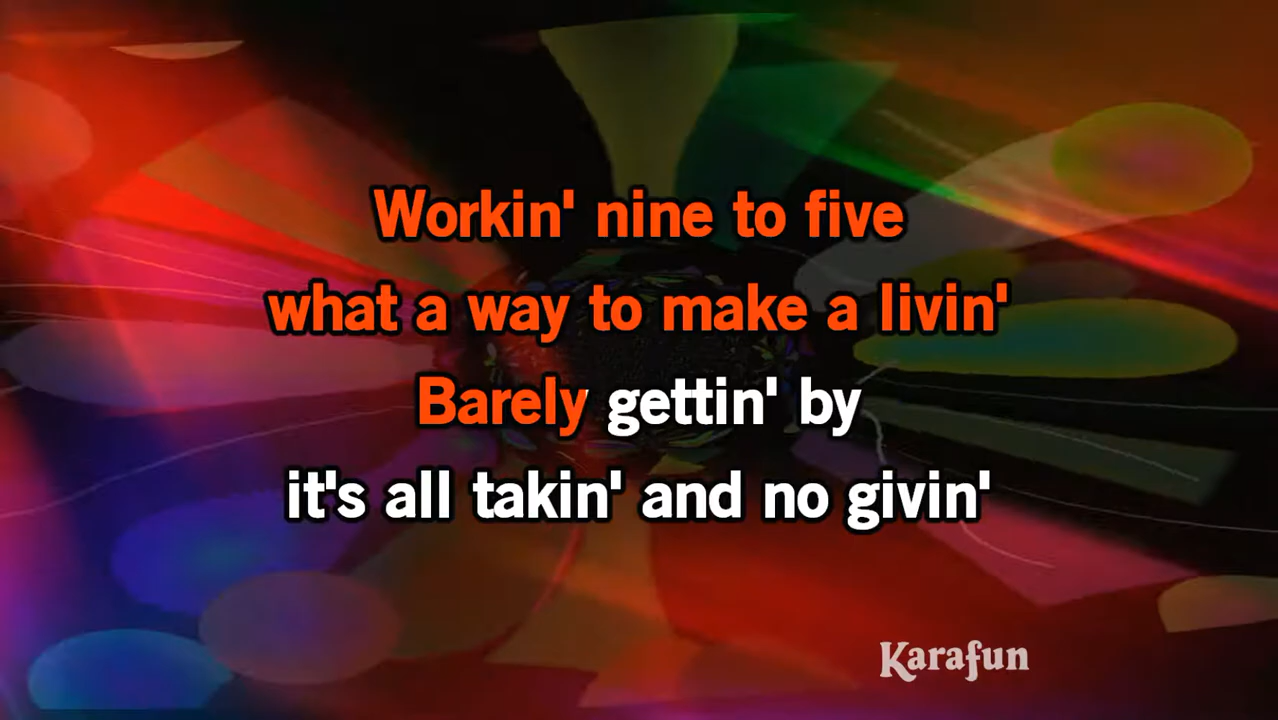 Workin' nine to five
what a way to make a livin'
Barely gettin' by
it's all takin' and no givin'
Karafun